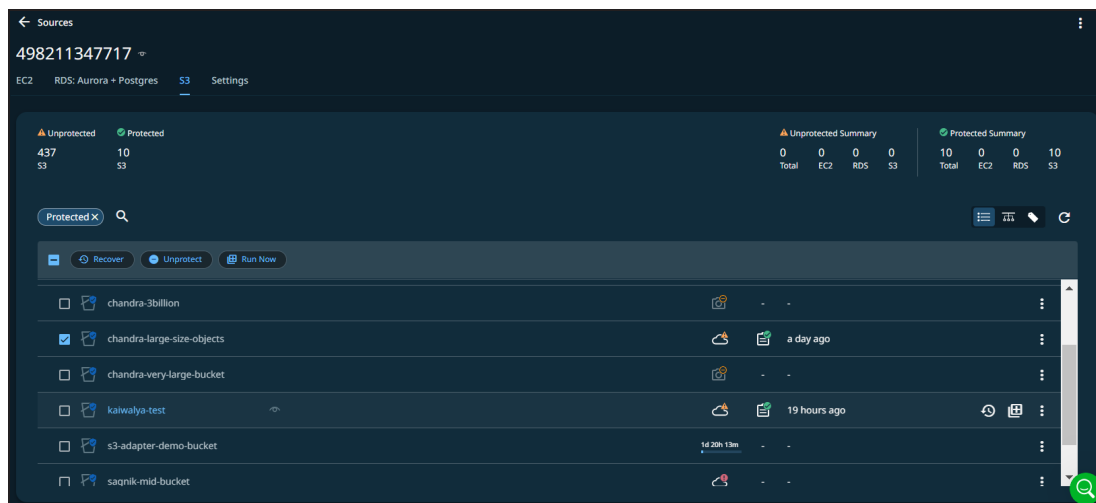 Sources
498211347717
EC2 RDS: Aurora + Postgres S3 Settings
Unprotected Protected
437 10
S3 S3
Unprotected Summary Protected Summary
0 0 0 0 10 0 0 10
Total EC2 RDS S3 Total EC2 RDS S3
Protected
Recover Unprotect Run Now
chandra-3billion - -
chandra-large-size-objects a day ago
chandra-very-large-bucket - -
kaiwalya-test 19 hours ago
s3-adapter-demo-bucket 1d 20h 13m - -
sagnik-mid-bucket - -